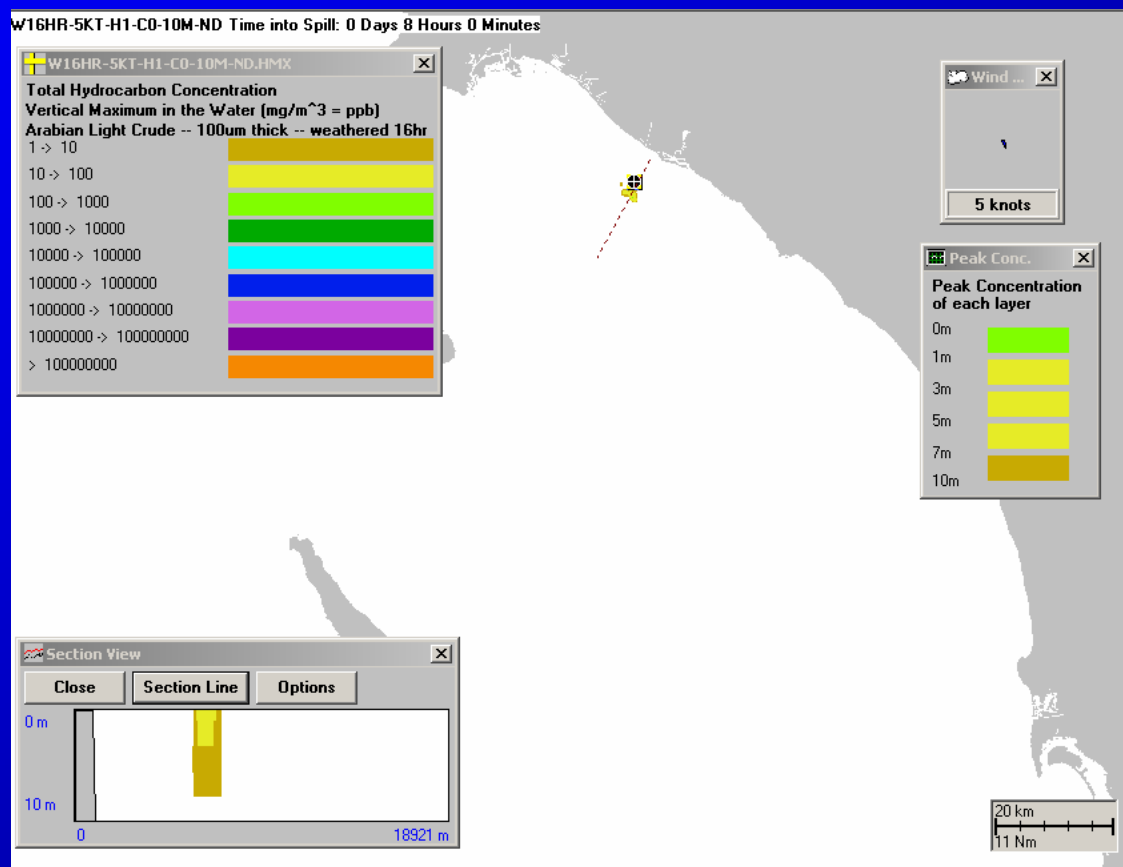 W16HR-5KT-H1-C0-10M-ND Time into Spill: 0 Days 8 Hours 0 Minutes
W16HR-5KT-H1-C0-10M-ND.HMX
Total Hydrocarbon Concentration
Vertical Maximum in the Water (mg/m^3 = ppb)
Arabian Light Crude -- 100um thick -- weathered 16hr
1 -> 10
10 -> 100
100 -> 1000
1000 -> 10000
10000 -> 100000
100000 -> 1000000
1000000 -> 10000000
10000000 -> 100000000
> 100000000
Wind ...
5 knots
Peak Conc.
Peak Concentration
of each layer
0m
1m
3m
5m
7m
10m
Section View
Close Section Line Options
0 m
10 m
0 18921 m
20 km
11 Nm